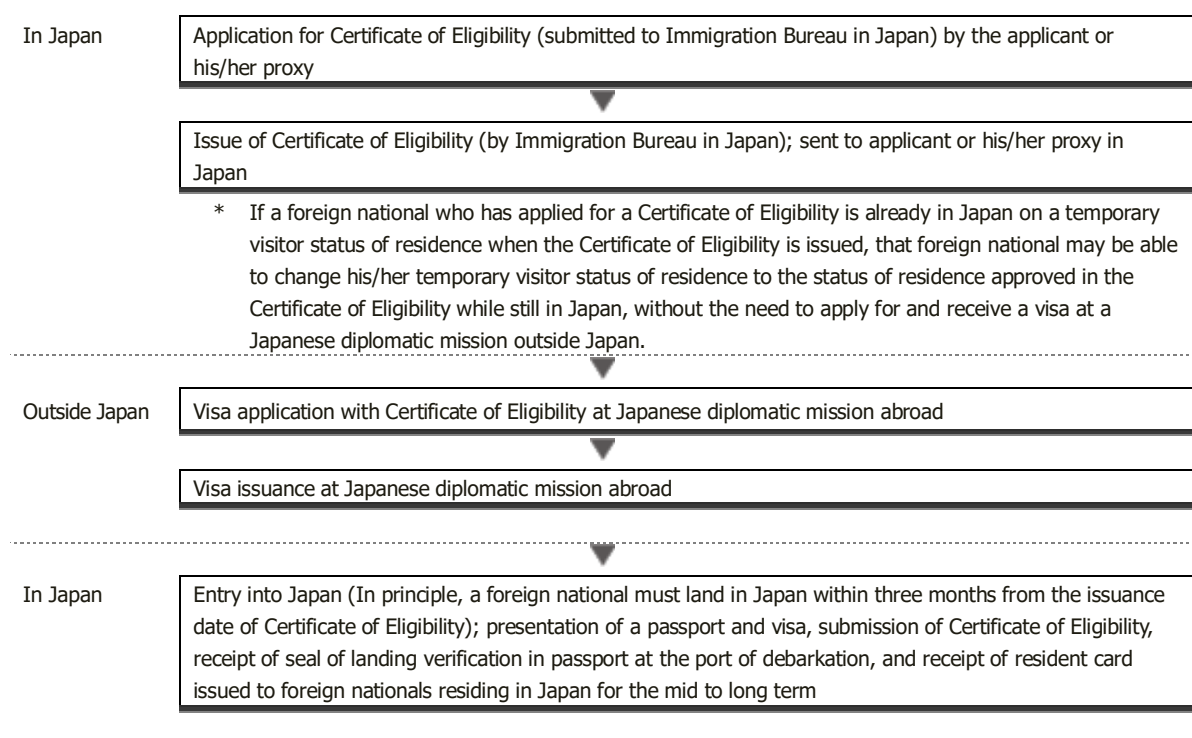 In Japan
Application for Certificate of Eligibility (submitted to Immigration Bureau in Japan) by the applicant or
his/her proxy
Issue of Certificate of Eligibility (by Immigration Bureau in Japan); sent to applicant or his/her proxy in
Japan
* If a foreign national who has applied for a Certificate of Eligibility is already in Japan on a temporary
visitor status of residence when the Certificate of Eligibility is issued, that foreign national may be able
to change his/her temporary visitor status of residence to the status of residence approved in the
Certificate of Eligibility while still in Japan, without the need to apply for and receive a visa at a
Japanese diplomatic mission outside Japan.
Outside Japan
Visa application with Certificate of Eligibility at Japanese diplomatic mission abroad
Visa issuance at Japanese diplomatic mission abroad
In Japan
Entry into Japan (In principle, a foreign national must land in Japan within three months from the issuance
date of Certificate of Eligibility); presentation of a passport and visa, submission of Certificate of Eligibility,
receipt of seal of landing verification in passport at the port of debarkation, and receipt of resident card
issued to foreign nationals residing in Japan for the mid to long term